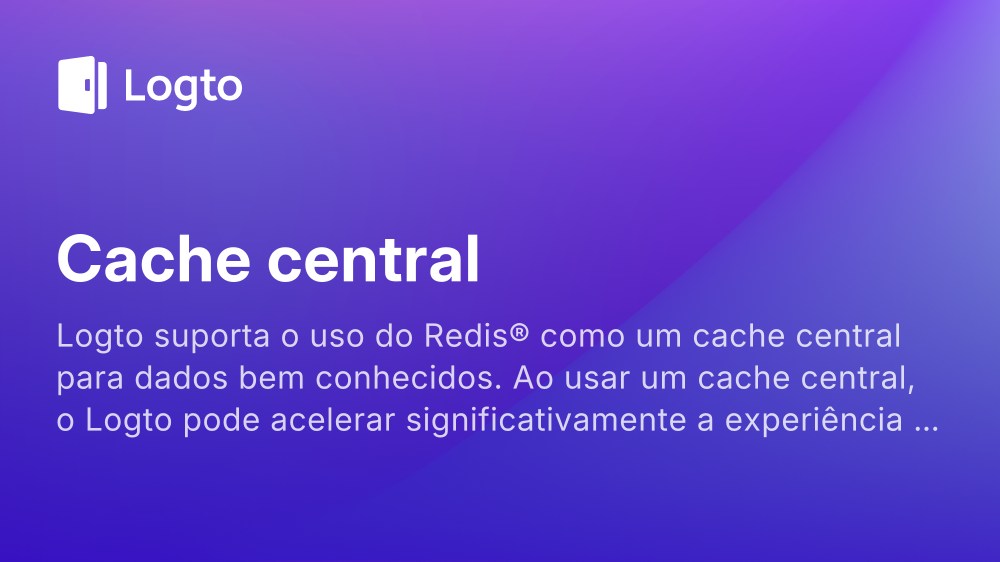 Logto
Cache central
Logto suporta o uso do Redis® como um cache central
para dados bem conhecidos. Ao usar um cache central,
o Logto pode acelerar significativamente a experiência ...